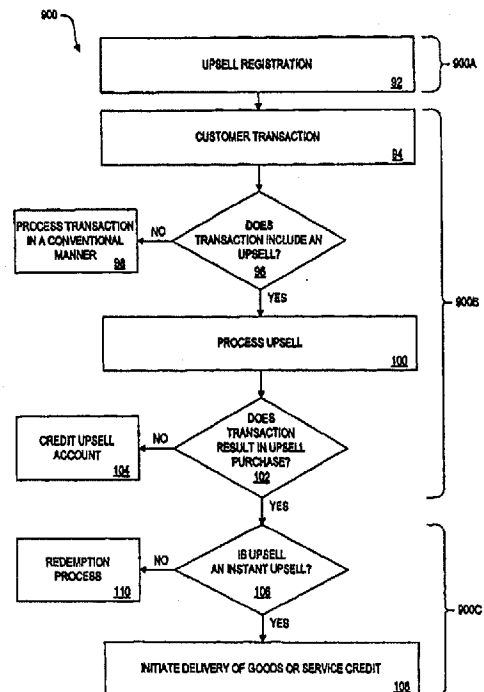 900
UPSELL REGISTRATION
92
900A
CUSTOMER TRANSACTION
94
DOES
TRANSACTION INCLUDE AN
UPSELL?
96
NO
PROCESS TRANSACTION
IN A CONVENTIONAL
MANNER
98
YES
900B
PROCESS UPSELL
100
DOES
TRANSACTION
RESULT IN UPSELL
PURCHASE?
102
NO
CREDIT UPSELL
ACCOUNT
104
YES
IS UPSELL
AN INSTANT UPSELL?
106
NO
REDEMPTION
PROCESS
110
YES
900C
INITIATE DELIVERY OF GOODS OR SERVICE CREDIT
108